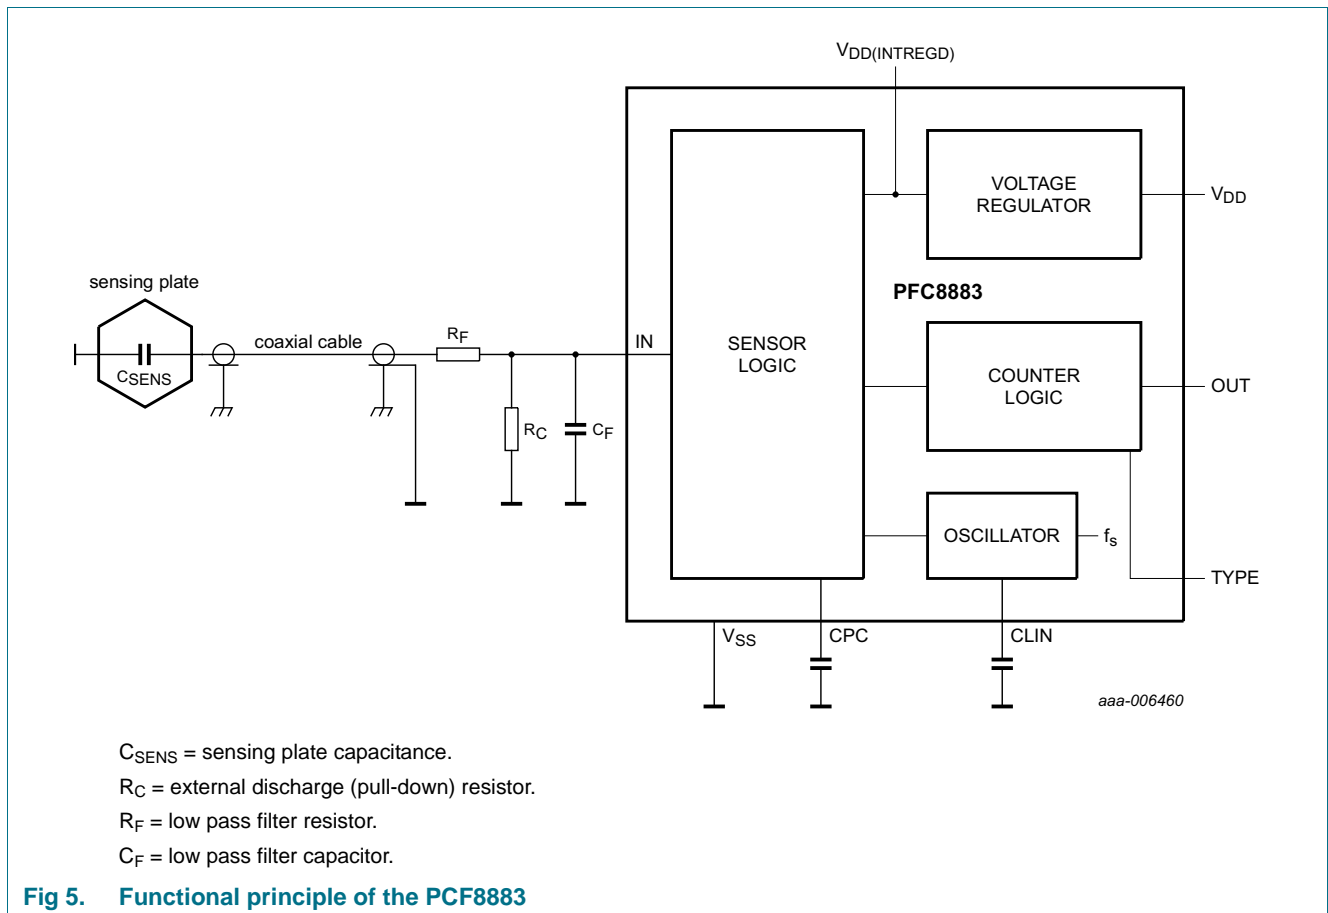 VDD(INTREGD)
VOLTAGE
REGULATOR
VDD
PFC8883
sensing plate
CSENS
coaxial cable
RF
RC
CF
IN
SENSOR
LOGIC
COUNTER
LOGIC
OUT
OSCILLATOR
fs
TYPE
VSS
CPC
CLIN
aaa-006460
CSENS = sensing plate capacitance.
RC = external discharge (pull-down) resistor.
RF = low pass filter resistor.
CF = low pass filter capacitor.
Fig 5. Functional principle of the PCF8883